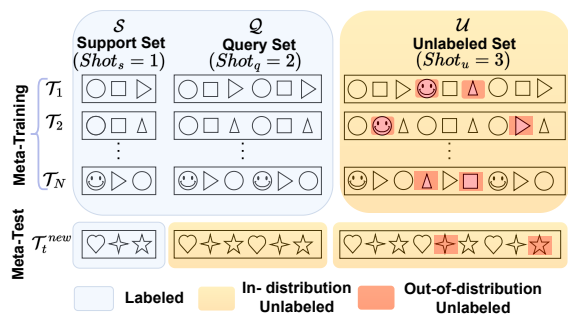 S Q U
Support Set Query Set Unlabeled Set
(Shot_s = 1) (Shot_q = 2) (Shot_u = 3)
Meta-Training
T_1
T_2
⋮ ⋮ ⋮
T_N
Meta-Test
T_t^new
Labeled
In- distribution
Unlabeled
Out-of-distribution
Unlabeled